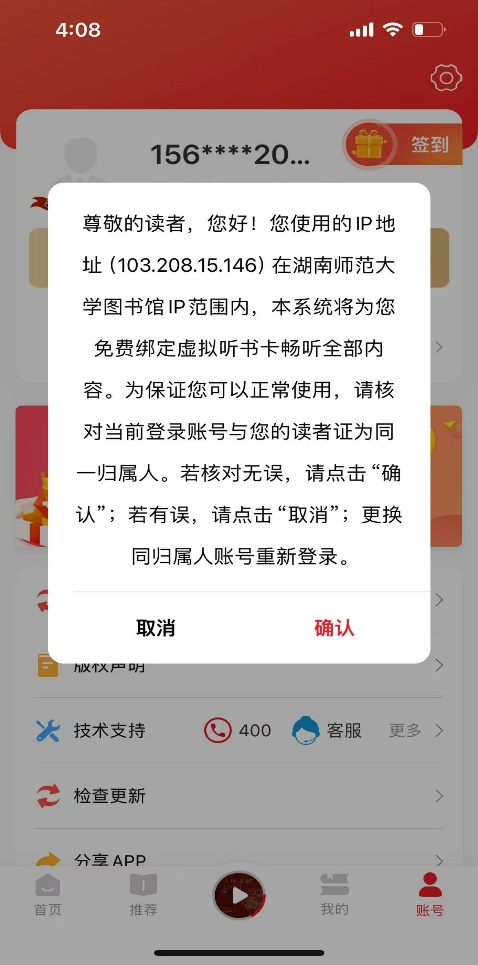 4:08
156****20...
签到
尊敬的读者，您好！您使用的IP地
址（103.208.15.146）在湖南师范大
学图书馆IP范围内，本系统将为您
免费绑定虚拟听书卡畅听全部内
容。为保证您可以正常使用，请核
对当前登录账号与您的读者证为同
一归属人。若核对无误，请点击“确
认”；若有误，请点击“取消”；更换
同归属人账号重新登录。
取消 确认
版权声明
技术支持 400 客服 更多
检查更新
分享APP
首页 推荐 我的 账号